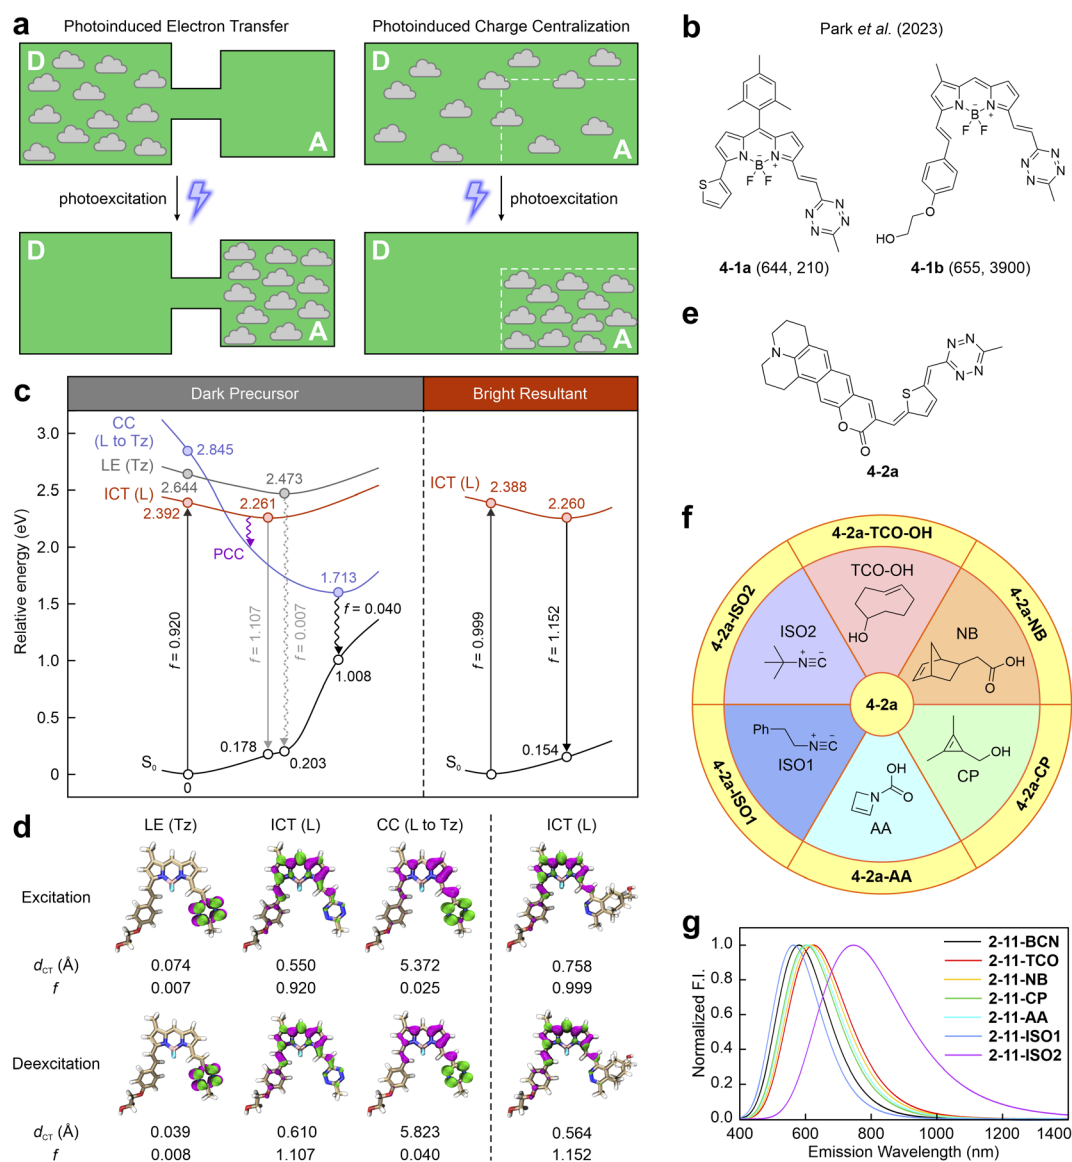 a
Photoinduced Electron Transfer
Photoinduced Charge Centralization
D
A
D
A
photoexcitation
photoexcitation
D
A
D
A
b
Park et al. (2023)
4-1a (644, 210)
4-1b (655, 3900)
N
B
N
F
F
S
N
N
N
N
N
B
N
F
F
N
N
N
N
O
HO
−
+
−
+
c
Dark Precursor
Bright Resultant
Relative energy (eV)
3.0
2.5
2.0
1.5
1.0
0.5
0
CC
(L to Tz)
2.845
LE (Tz)
2.644
2.473
ICT (L)
2.392
2.261
PCC
1.713
f = 0.920
f = 1.107
f = 0.007
f = 0.040
1.008
0.178
0.203
S0
0
ICT (L)
2.388
2.260
f = 0.999
f = 1.152
0.154
S0
d
LE (Tz)
ICT (L)
CC (L to Tz)
ICT (L)
Excitation
dCT (Å)
0.074
0.550
5.372
0.758
f
0.007
0.920
0.025
0.999
Deexcitation
dCT (Å)
0.039
0.610
5.823
0.564
f
0.008
1.107
0.040
1.152
e
N
O
O
S
N
N
N
N
4-2a
f
4-2a-TCO-OH
4-2a-NB
4-2a-CP
4-2a-AA
4-2a-ISO1
4-2a-ISO2
TCO-OH
HO
NB
OH
O
OH
CP
OH
N
O
AA
Ph
+
−
N≡C
ISO1
ISO2
+
−
N≡C
4-2a
g
Normalized F.I.
1.0
0.8
0.6
0.4
0.2
0.0
400
600
800
1000
1200
1400
Emission Wavelength (nm)
2-11-BCN
2-11-TCO
2-11-NB
2-11-CP
2-11-AA
2-11-ISO1
2-11-ISO2